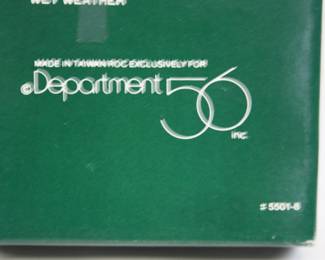 WET WEATHER
MADE IN TAIWAN ROC EXCLUSIVELY FOR
©Department 56 inc.
# 5501-8